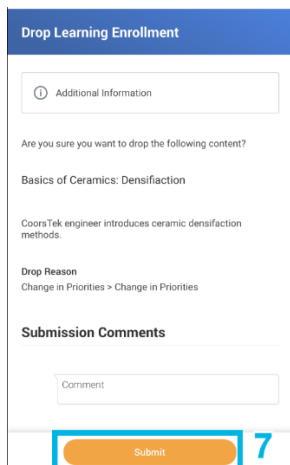 Drop Learning Enrollment
Additional Information
Are you sure you want to drop the following content?
Basics of Ceramics: Densifiaction
CoorsTek engineer introduces ceramic densifaction
methods.
Drop Reason
Change in Priorities > Change in Priorities
Submission Comments
Comment
Submit
7